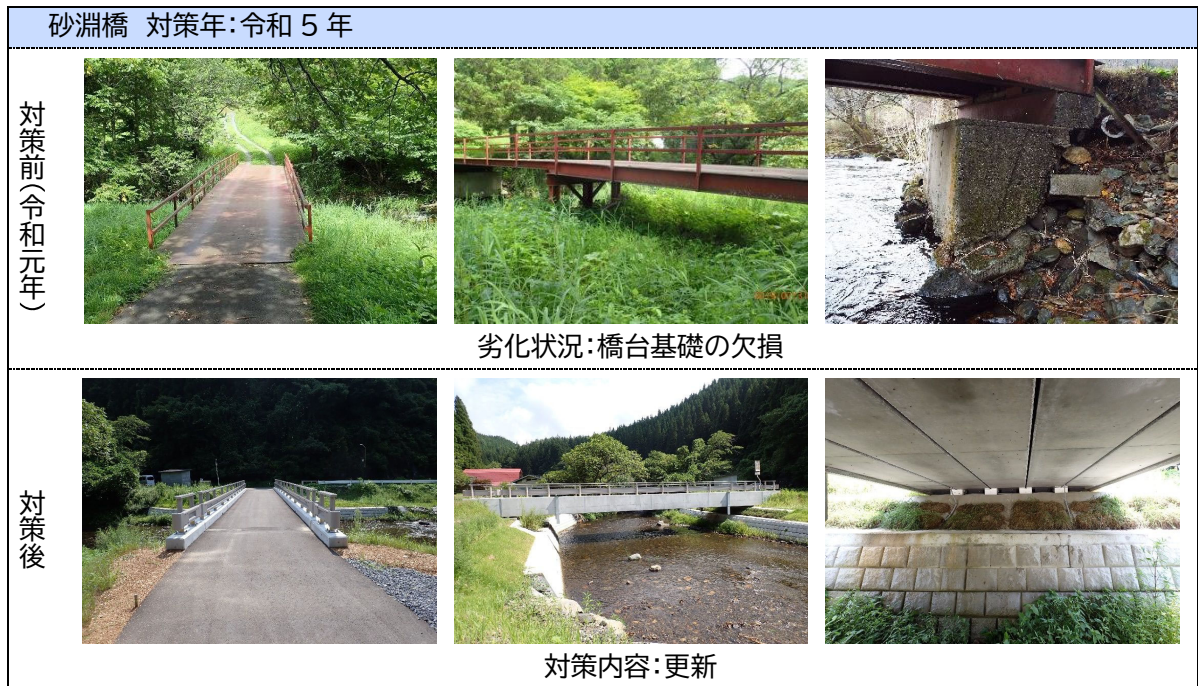 砂淵橋 対策年：令和 5 年
対策前（令和元年）
劣化状況：橋台基礎の欠損
対策後
対策内容：更新